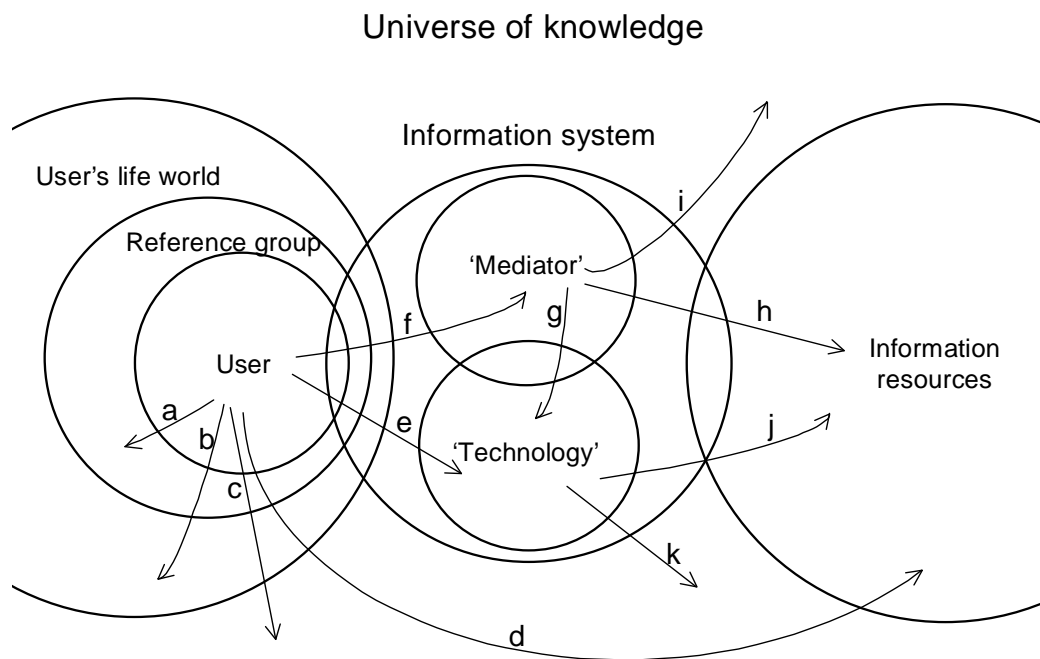 Universe of knowledge
Information system
User’s life world
Reference group
i
‘Mediator’
f
g
h
User
Information
resources
a
b
e
j
‘Technology’
c
k
d